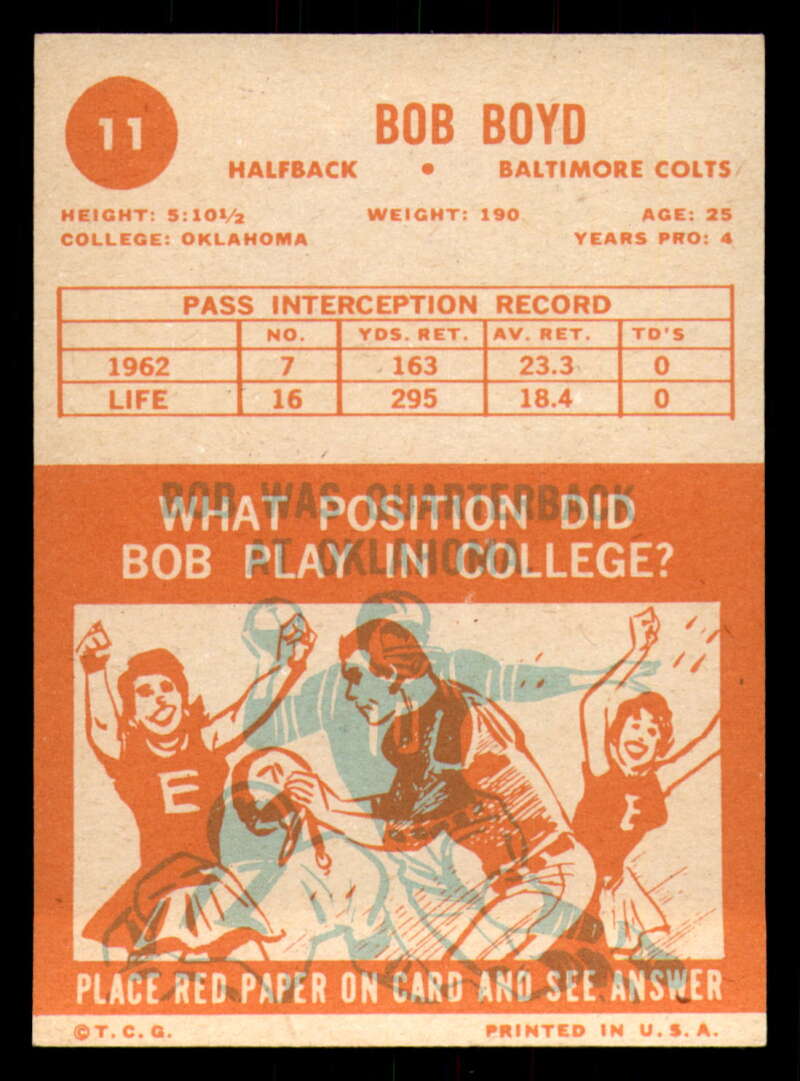 11
BOB BOYD
HALFBACK • BALTIMORE COLTS
HEIGHT: 5:10½ WEIGHT: 190 AGE: 25
COLLEGE: OKLAHOMA YEARS PRO: 4
PASS INTERCEPTION RECORD
NO. YDS. RET. AV. RET. TD'S
1962 7 163 23.3 0
LIFE 16 295 18.4 0
BOB WAS QUARTERBACK
WHAT POSITION DID
AT OKLAHOMA.
BOB PLAY IN COLLEGE?
E
E
PLACE RED PAPER ON CARD AND SEE ANSWER
©T.C.G. PRINTED IN U.S.A.